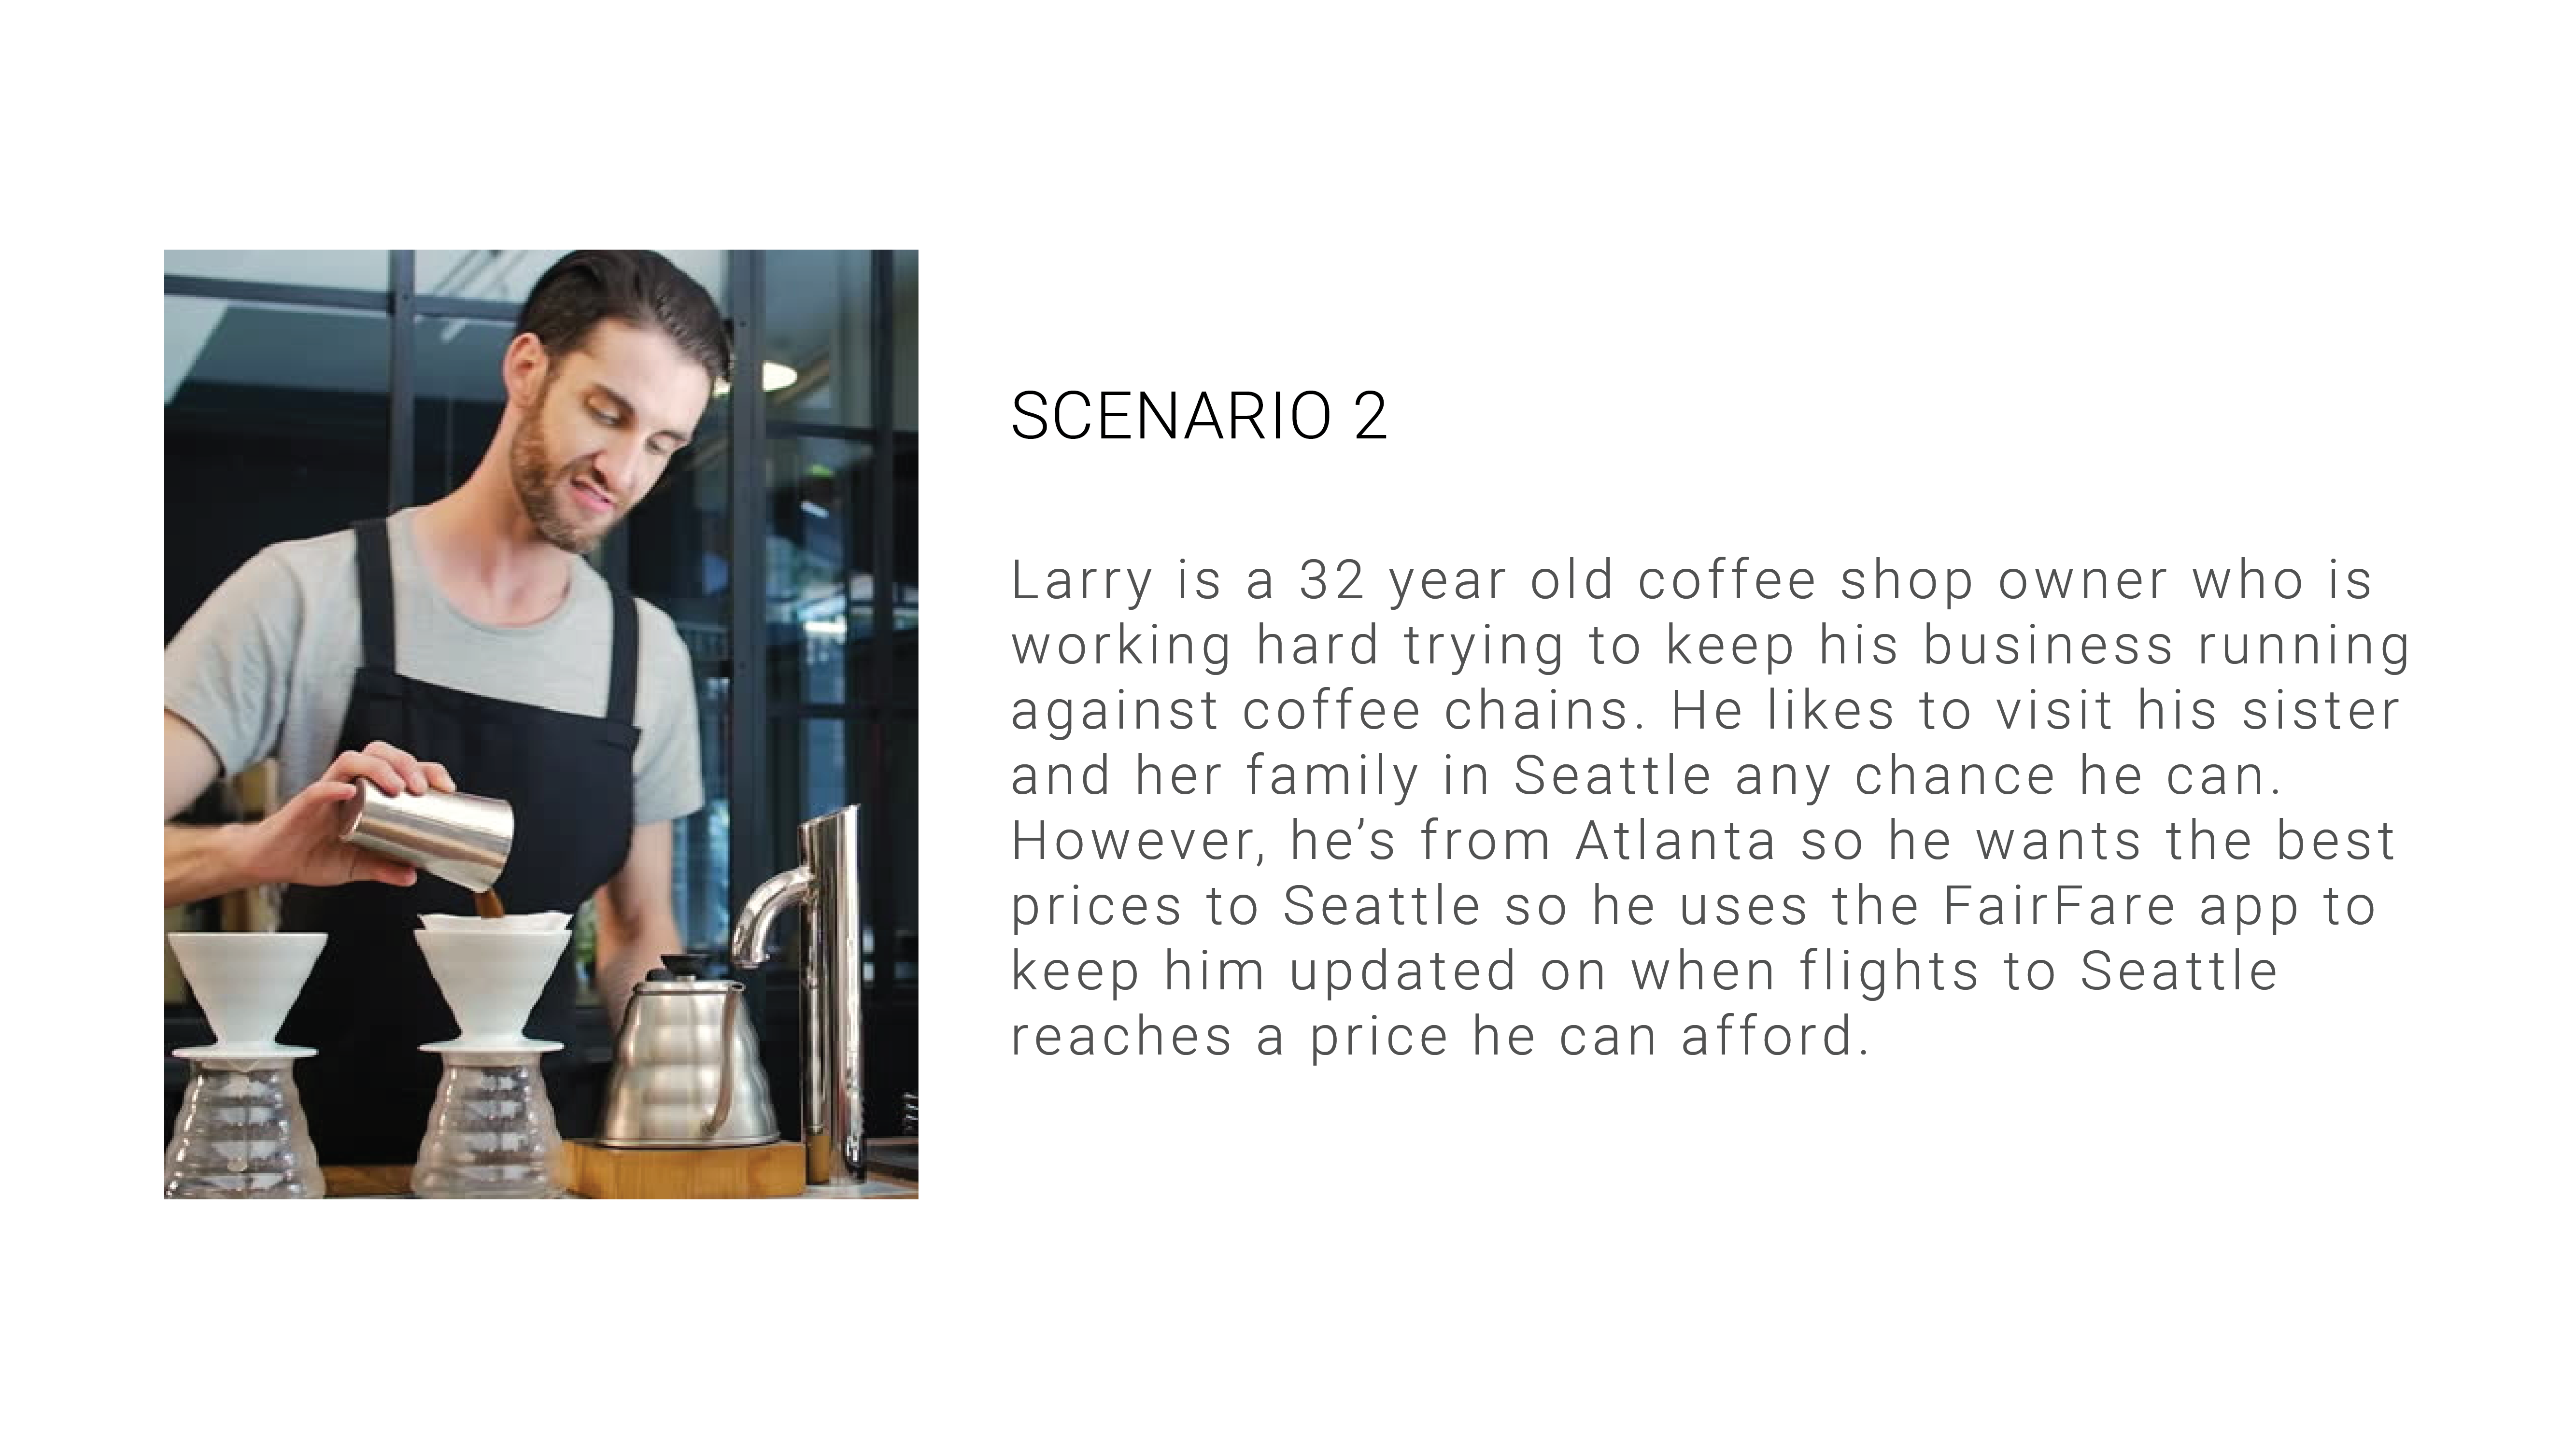 SCENARIO 2
Larry is a 32 year old coffee shop owner who is
working hard trying to keep his business running
against coffee chains. He likes to visit his sister
and her family in Seattle any chance he can.
However, he’s from Atlanta so he wants the best
prices to Seattle so he uses the FairFare app to
keep him updated on when flights to Seattle
reaches a price he can afford.